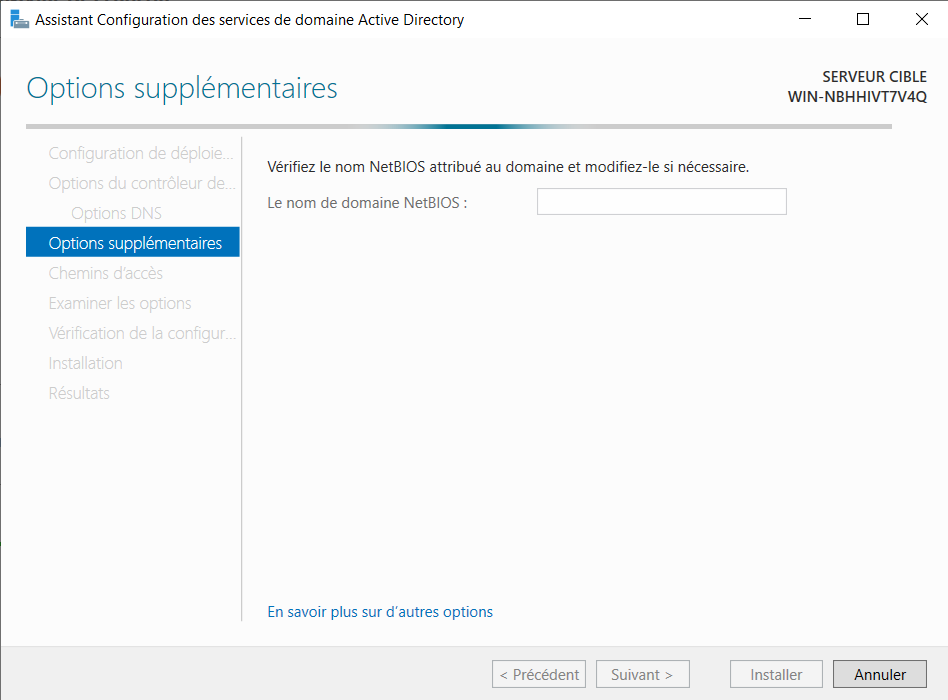 Assistant Configuration des services de domaine Active Directory
Options supplémentaires
SERVEUR CIBLE
WIN-NBHHIVT7V4Q
Configuration de déploie...
Options du contrôleur de...
Options DNS
Options supplémentaires
Chemins d’accès
Examiner les options
Vérification de la configur...
Installation
Résultats
Vérifiez le nom NetBIOS attribué au domaine et modifiez-le si nécessaire.
Le nom de domaine NetBIOS :
En savoir plus sur d’autres options
< Précédent
Suivant >
Installer
Annuler